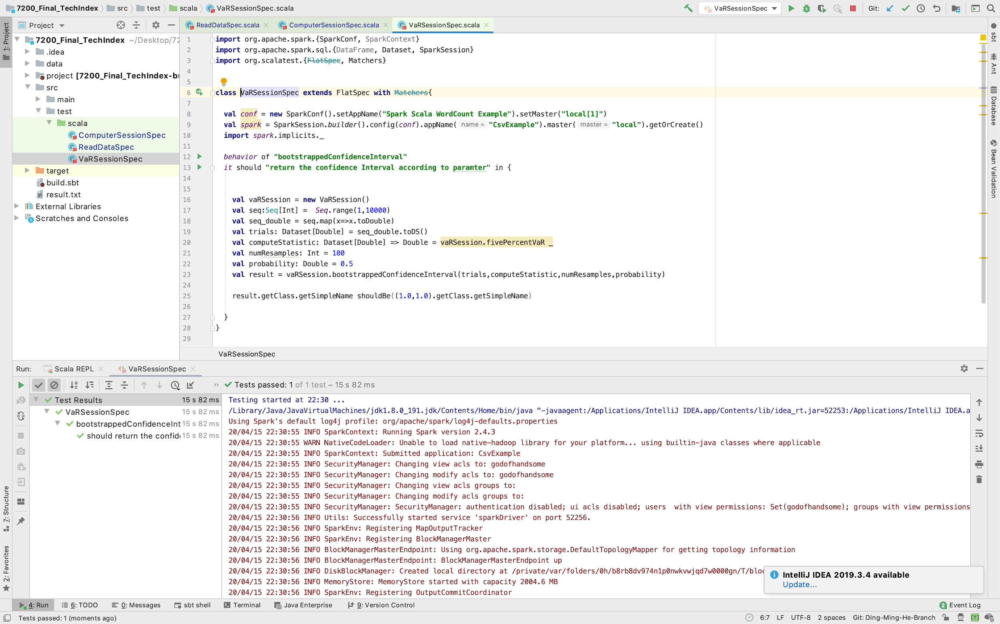 7200_Final_TechIndex src test scala VaRSessionSpec.scala VaRSessionSpec Git:
Project ReadDataSpec.scala ComputerSessionSpec.scala VaRSessionSpec.scala
1: Project
7200_Final_TechIndex ~/Desktop/72
.idea
data
project [7200_Final_TechIndex-bu
src
main
test
scala
ComputerSessionSpec
ReadDataSpec
VaRSessionSpec
target
build.sbt
result.txt
External Libraries
Scratches and Consoles
1 import org.apache.spark.{SparkConf, SparkContext}
2 import org.apache.spark.sql.{DataFrame, Dataset, SparkSession}
3 import org.scalatest.{FlatSpec, Matchers}
4
5
6 class VaRSessionSpec extends FlatSpec with Matchers{
7
8 val conf = new SparkConf().setAppName("Spark Scala WordCount Example").setMaster("local[1]")
9 val spark = SparkSession.builder().config(conf).appName( name = "CsvExample").master( master = "local").getOrCreate()
10 import spark.implicits._
11
12 behavior of "bootstrappedConfidenceInterval"
13 it should "return the confidence Interval according to paramter" in {
14
15
16 val vaRSession = new VaRSession()
17 val seq:Seq[Int] =  Seq.range(1,10000)
18 val seq_double = seq.map(x=>x.toDouble)
19 val trials: Dataset[Double] = seq_double.toDS()
20 val computeStatistic: Dataset[Double] => Double = vaRSession.fivePercentVaR _
21 val numResamples: Int = 100
22 val probability: Double = 0.5
23 val result = vaRSession.bootstrappedConfidenceInterval(trials,computeStatistic,numResamples,probability)
24
25 result.getClass.getSimpleName shouldBe((1.0,1.0).getClass.getSimpleName)
26
27 }
28 }
29
VaRSessionSpec
sbt
Ant
Database
Bean Validation
Run: Scala REPL VaRSessionSpec
Tests passed: 1 of 1 test – 15 s 82 ms
Test Results 15 s 82 ms
VaRSessionSpec 15 s 82 ms
bootstrappedConfidenceInt 15 s 82 ms
should return the confid 15 s 82 ms
Testing started at 22:30 ...
/Library/Java/JavaVirtualMachines/jdk1.8.0_191.jdk/Contents/Home/bin/java "-javaagent:/Applications/IntelliJ IDEA.app/Contents/lib/idea_rt.jar=52253:/Applications/IntelliJ IDEA.a
Using Spark's default log4j profile: org/apache/spark/log4j-defaults.properties
20/04/15 22:30:55 INFO SparkContext: Running Spark version 2.4.3
20/04/15 22:30:55 WARN NativeCodeLoader: Unable to load native-hadoop library for your platform... using builtin-java classes where applicable
20/04/15 22:30:55 INFO SparkContext: Submitted application: CsvExample
20/04/15 22:30:55 INFO SecurityManager: Changing view acls to: godofhandsome
20/04/15 22:30:55 INFO SecurityManager: Changing modify acls to: godofhandsome
20/04/15 22:30:55 INFO SecurityManager: Changing view acls groups to:
20/04/15 22:30:55 INFO SecurityManager: Changing modify acls groups to:
20/04/15 22:30:55 INFO SecurityManager: SecurityManager: authentication disabled; ui acls disabled; users  with view permissions: Set(godofhandsome); groups with view permissions
20/04/15 22:30:56 INFO Utils: Successfully started service 'sparkDriver' on port 52256.
20/04/15 22:30:56 INFO SparkEnv: Registering MapOutputTracker
20/04/15 22:30:56 INFO SparkEnv: Registering BlockManagerMaster
20/04/15 22:30:56 INFO BlockManagerMasterEndpoint: Using org.apache.spark.storage.DefaultTopologyMapper for getting topology information
20/04/15 22:30:56 INFO BlockManagerMasterEndpoint: BlockManagerMasterEndpoint up
20/04/15 22:30:56 INFO DiskBlockManager: Created local directory at /private/var/folders/0h/b8rb8dv974n1p0nwkvwjqd7w0000gn/T/bloc
20/04/15 22:30:56 INFO MemoryStore: MemoryStore started with capacity 2004.6 MB
20/04/15 22:30:56 INFO SparkEnv: Registering OutputCommitCoordinator
IntelliJ IDEA 2019.3.4 available
Update...
7: Structure
2: Favorites
4: Run 6: TODO 0: Messages sbt shell Terminal Java Enterprise 9: Version Control 2 Event Log
Tests passed: 1 (moments ago) 6:7 LF UTF-8 2 spaces Git: Ding-Ming-He-Branch [T]